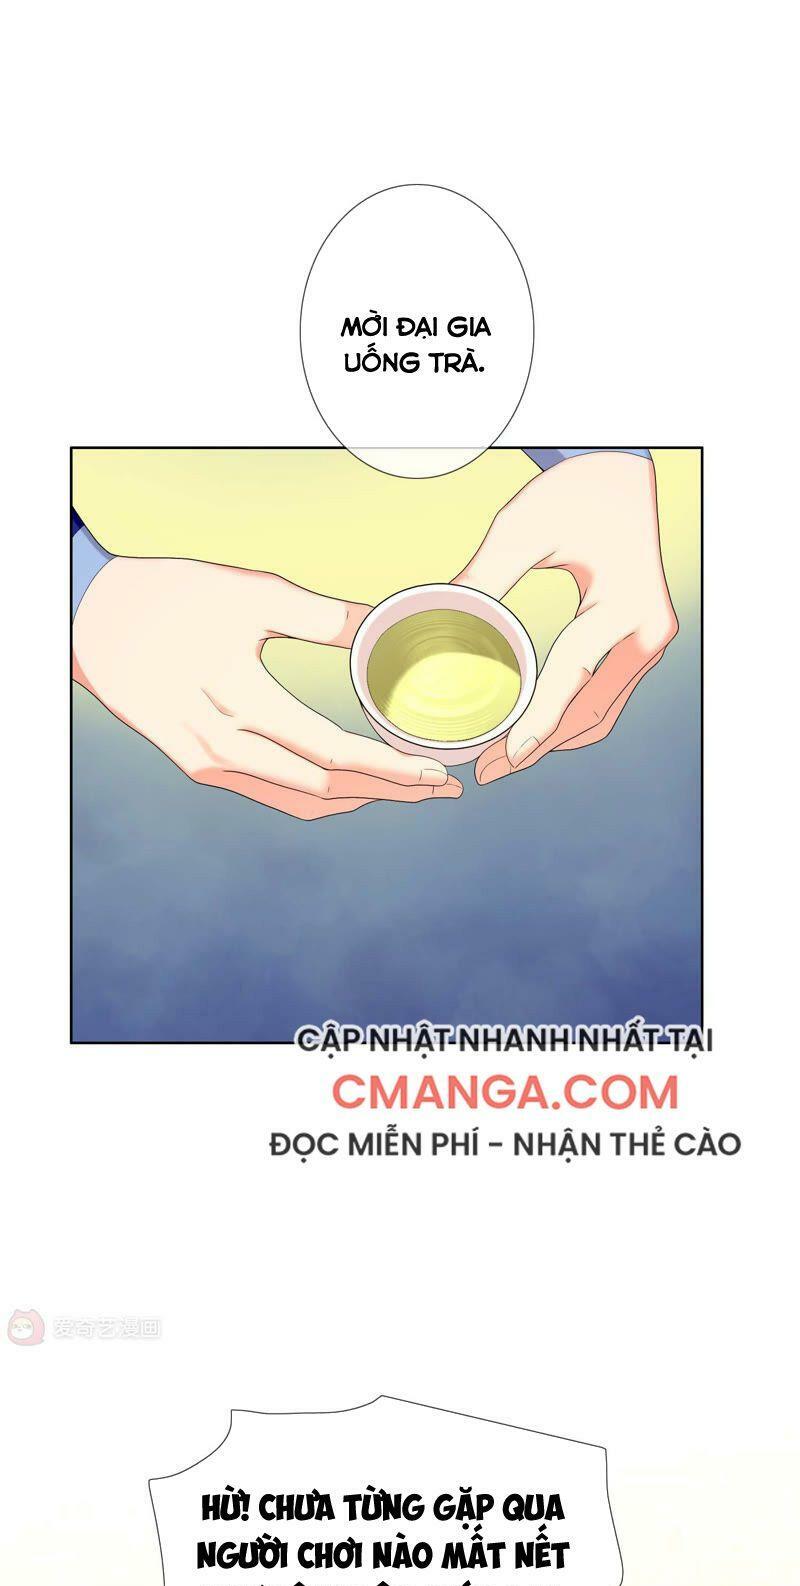 MỜI ĐẠI GIA
UỐNG TRÀ.
CẬP NHẬT NHANH NHẤT TẠI
CMANGA.COM
ĐỌC MIỄN PHÍ - NHẬN THẺ CÀO
爱奇艺漫画
HỪ! CHƯA TỪNG GẶP QUA
NGƯỜI CHƠI NÀO MẤT NẾT